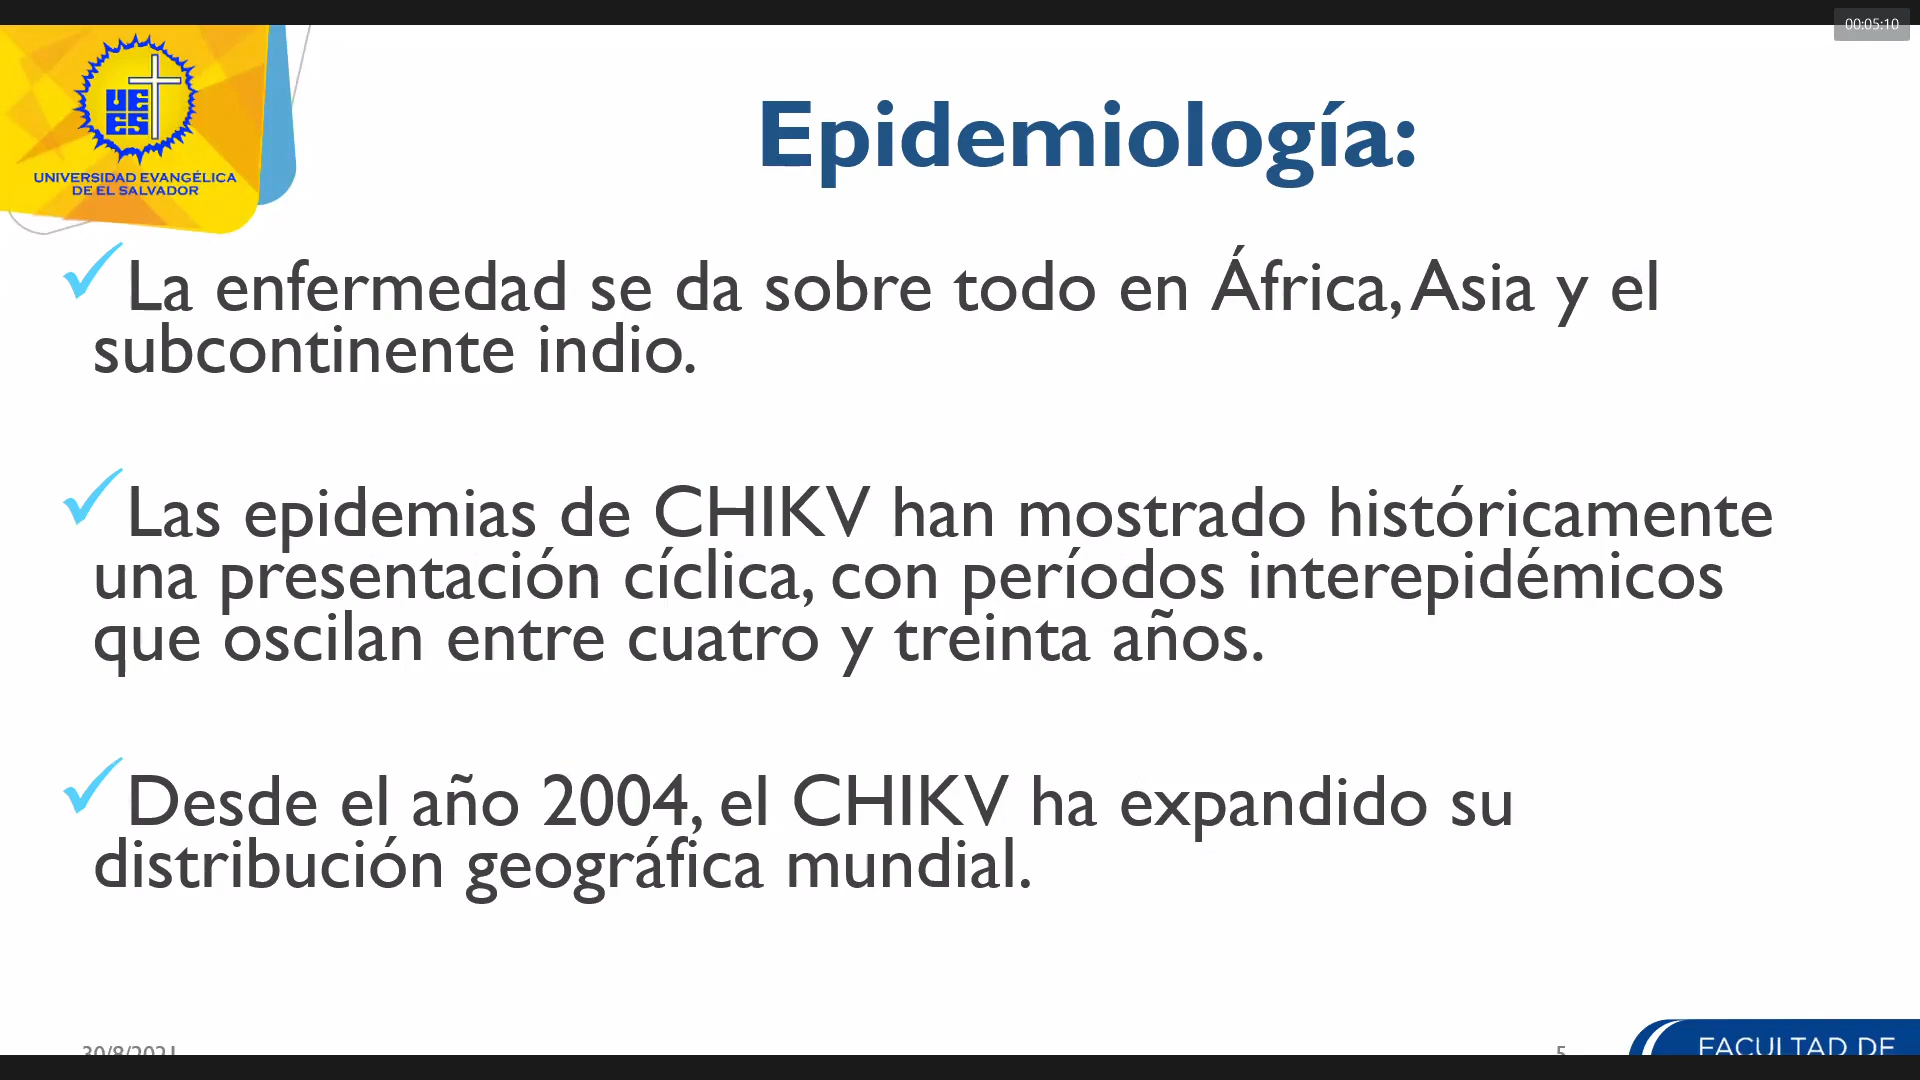 00:05:10
UE
ES
UNIVERSIDAD EVANGÉLICA
DE EL SALVADOR
Epidemiología:
La enfermedad se da sobre todo en África, Asia y el
subcontinente indio.
Las epidemias de CHIKV han mostrado históricamente
una presentación cíclica, con períodos interepidémicos
que oscilan entre cuatro y treinta años.
Desde el año 2004, el CHIKV ha expandido su
distribución geográfica mundial.
30/8/2021
5
FACULTAD DE